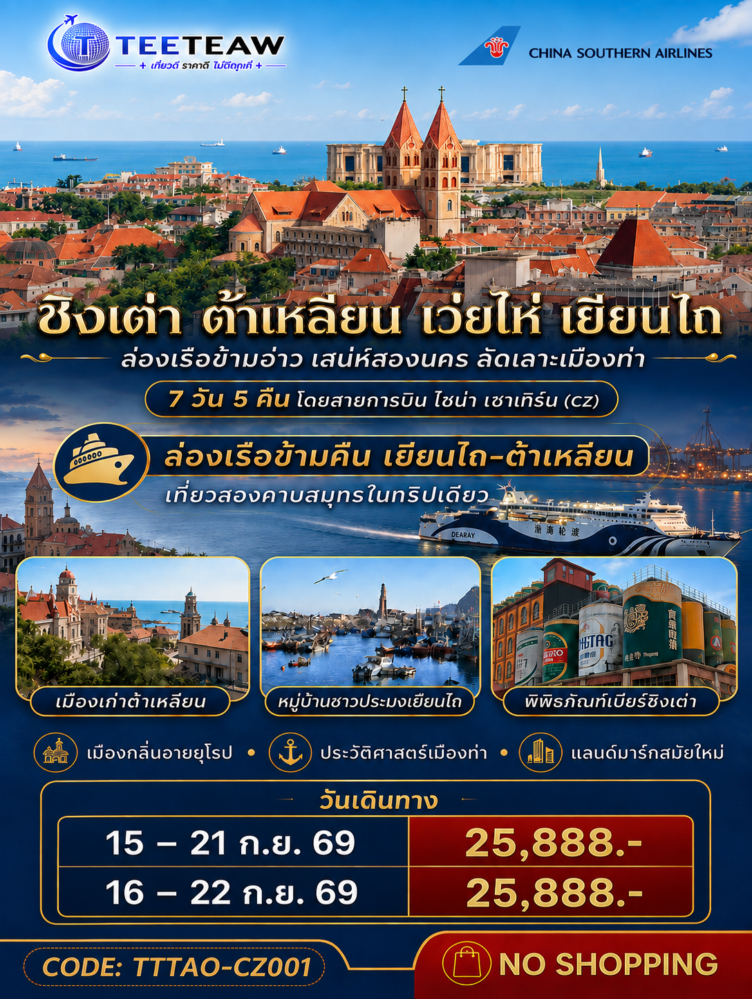 TEETEAW
+ เที่ยวดี ราคาดี ไม่ตีถูกเก๋ +
CHINA SOUTHERN AIRLINES
ชิงเต่า ต้าเหลียน เว่ยไห่ เยียนไถ
ล่องเรือข้ามอ่าว เสน่ห์สองนคร ลัดเลาะเมืองท่า
7 วัน 5 คืน โดยสายการบิน ไชน่า เซาเทิร์น (CZ)
ล่องเรือข้ามคืน เยียนไถ-ต้าเหลียน
เที่ยวสองคาบสมุทรในทริปเดียว
DEARAY
渤海轮渡
เมืองเก่าต้าเหลียน
หมู่บ้านชาวประมงเยียนไถ
พิพิธภัณฑ์เบียร์ชิงเต่า
เมืองกลิ่นอายยุโรป • ประวัติศาสตร์เมืองท่า • แลนด์มาร์กสมัยใหม่
วันเดินทาง
15 – 21 ก.ย. 69 25,888.-
16 – 22 ก.ย. 69 25,888.-
CODE: TTTAO-CZ001
NO SHOPPING